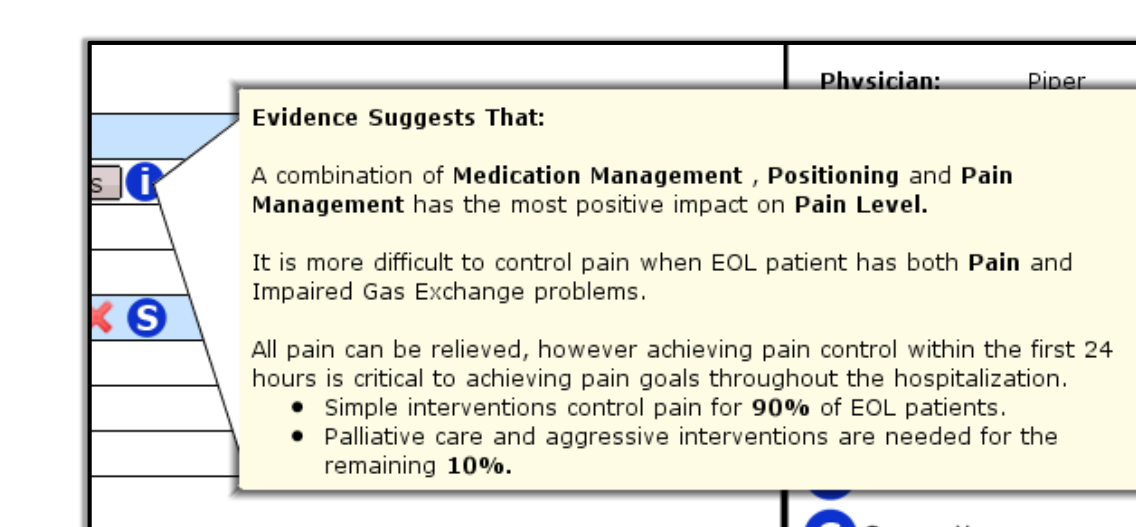 Physician: Piper
Evidence Suggests That:
A combination of Medication Management , Positioning and Pain
Management has the most positive impact on Pain Level.
It is more difficult to control pain when EOL patient has both Pain and
Impaired Gas Exchange problems.
All pain can be relieved, however achieving pain control within the first 24
hours is critical to achieving pain goals throughout the hospitalization.
• Simple interventions control pain for 90% of EOL patients.
• Palliative care and aggressive interventions are needed for the
remaining 10%.
s i
S